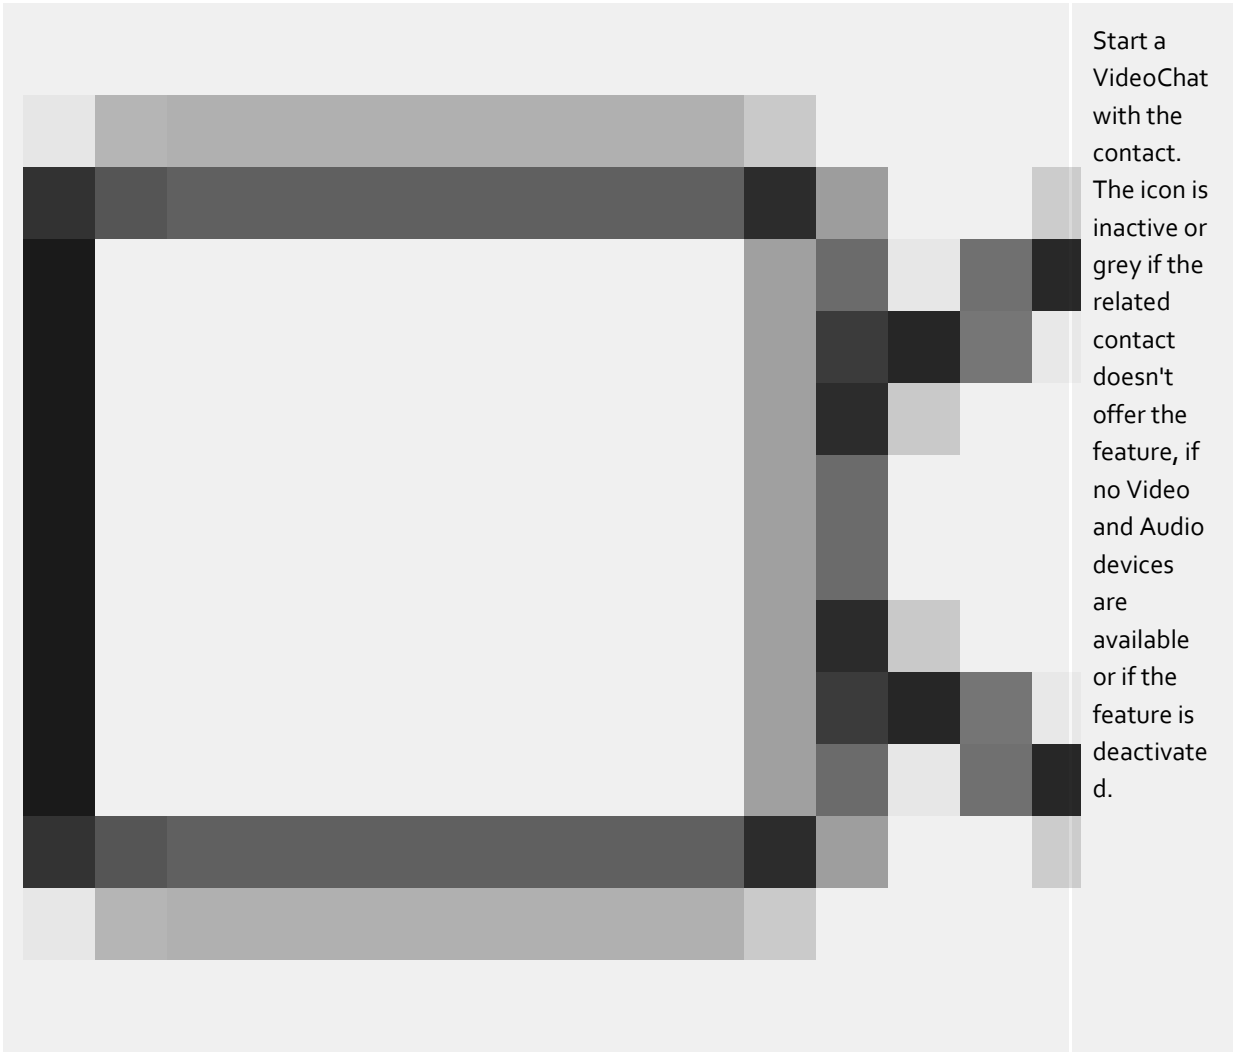 Start a
VideoChat
with the
contact.
The icon is
inactive or
grey if the
related
contact
doesn't
offer the
feature, if
no Video
and Audio
devices
are
available
or if the
feature is
deactivate
d.